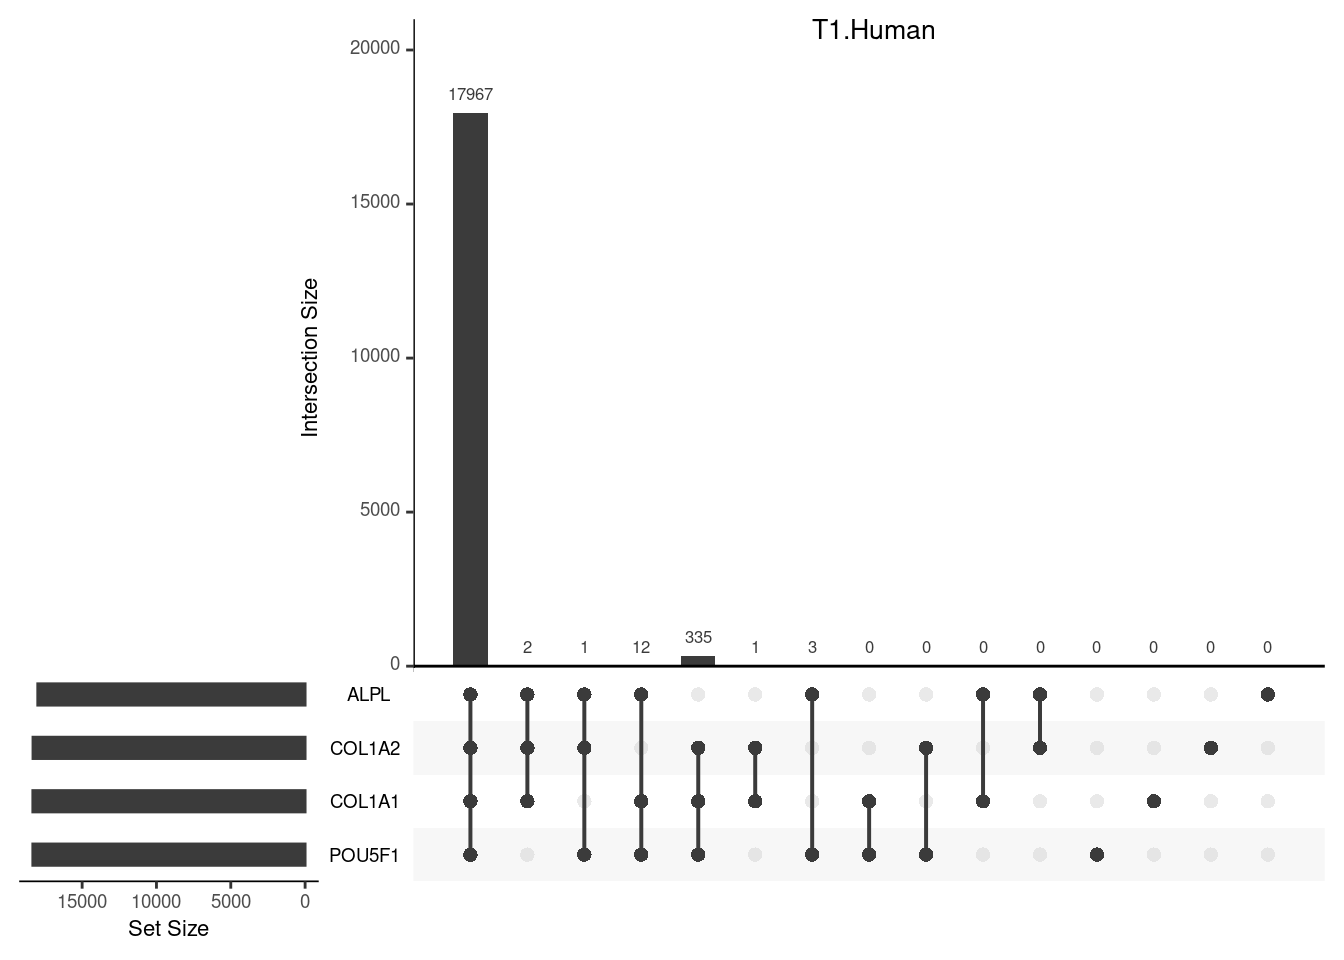 T1.Human
20000
17967
15000
Intersection Size
10000
5000
335
2 1 12 1 3 0 0 0 0 0 0 0 0
0
ALPL
COL1A2
COL1A1
POU5F1
15000 10000 5000 0
Set Size